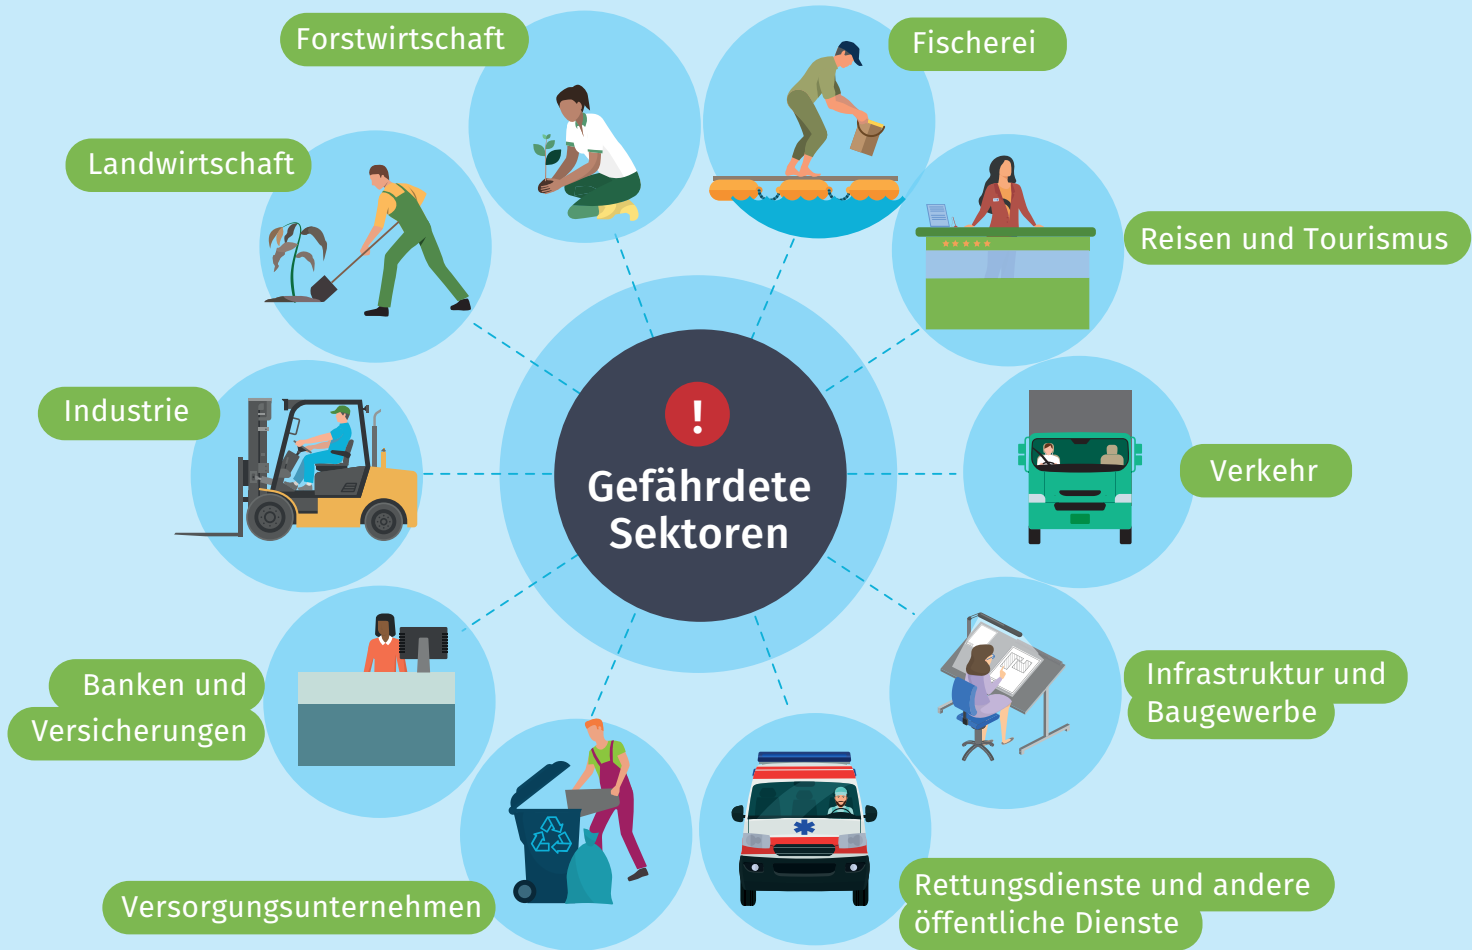 Forstwirtschaft
Fischerei
Landwirtschaft
Reisen und Tourismus
Industrie
!
Gefährdete
Sektoren
Verkehr
Banken und
Versicherungen
Infrastruktur und
Baugewerbe
Versorgungsunternehmen
Rettungsdienste und andere
öffentliche Dienste